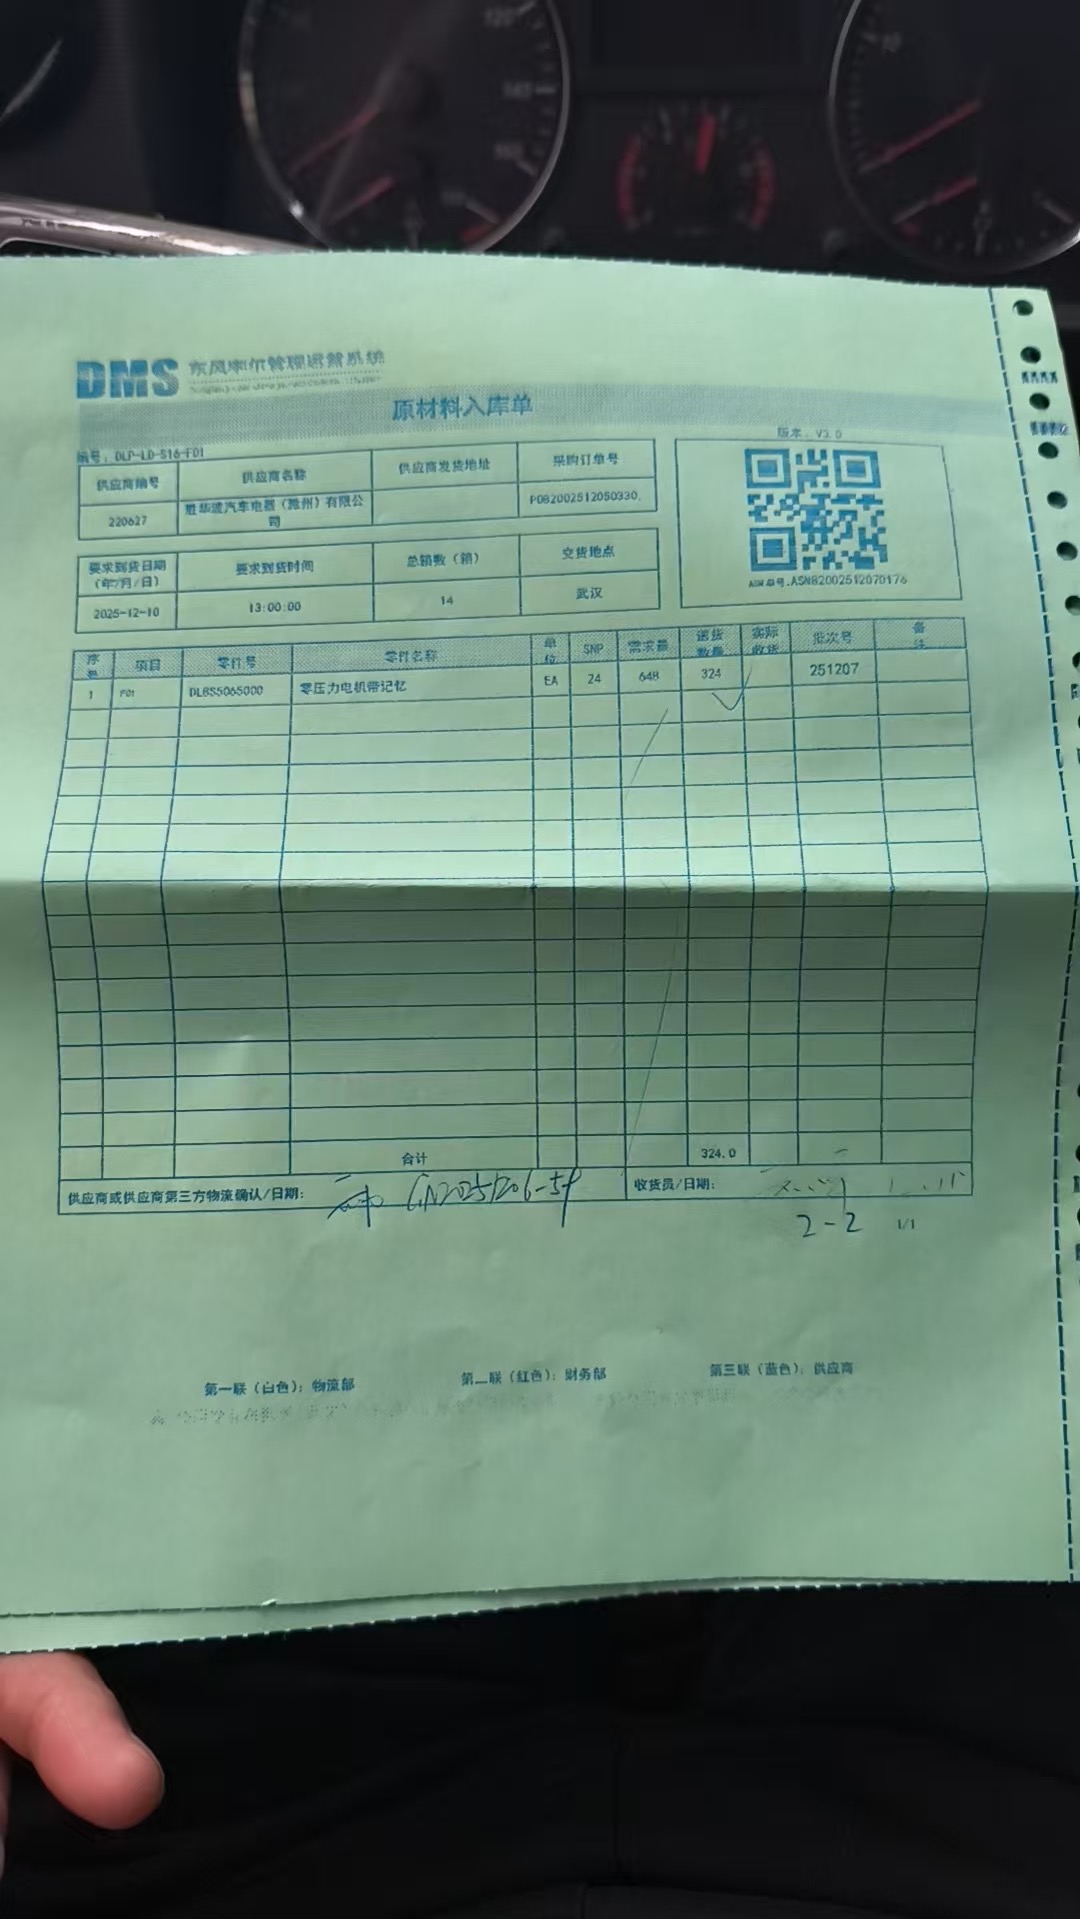 DMS 东风李尔管理运营系统
原材料入库单
版本: V3.0
编号: DLP-LD-S16-F01
供应商编号 供应商名称 供应商发货地址 采购订单号
220627 胜华波汽车电器（滁州）有限公司 PO82002512050330
要求到货日期（年/月/日） 要求到货时间 总箱数（箱） 交货地点
2025-12-10 13:00:00 14 武汉
ASN单号:ASN82002512070176
序号 项目 零件号 零件名称 单位 SNP 需求量 送货数量 实际收货 批次号 备注
1 F01 DLBS5065000 零压力电机带记忆 EA 24 648 324 251207
合计 324.0
供应商或供应商第三方物流确认/日期: 收货员/日期:
2-2 1/1
第一联（白色）: 物流部 第二联（红色）: 财务部 第三联（蓝色）: 供应商